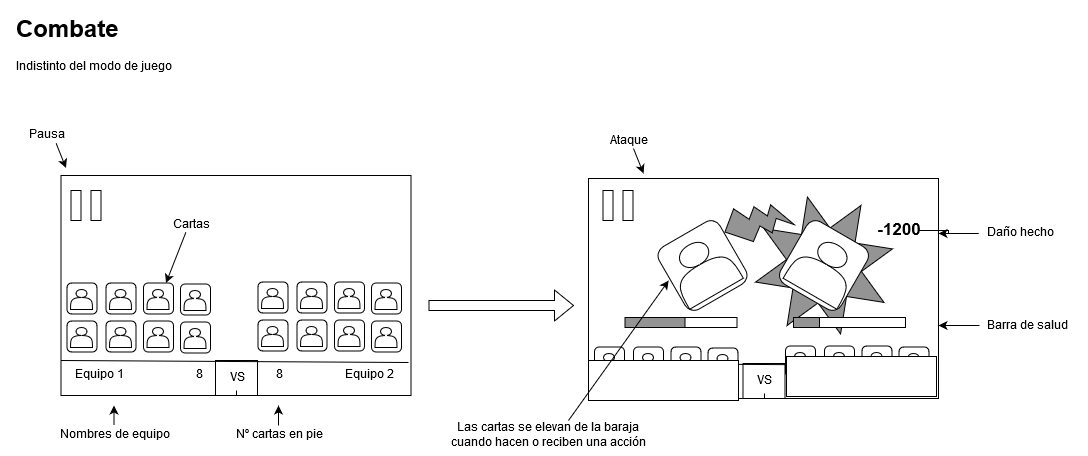 Combate
Indistinto del modo de juego
Pausa
Cartas
Equipo 1
8
VS
8
Equipo 2
Nombres de equipo
Nº cartas en pie
Ataque
-1200
Daño hecho
Barra de salud
VS
Las cartas se elevan de la baraja
cuando hacen o reciben una acción